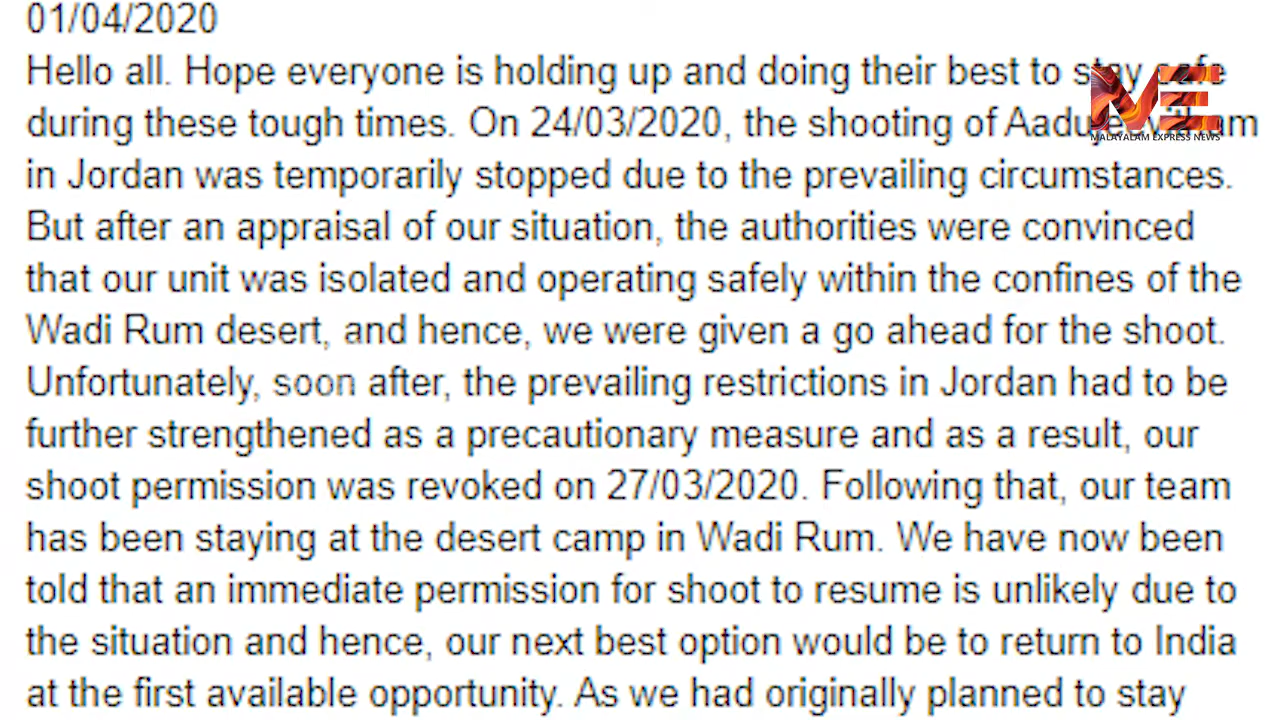 01/04/2020
Hello all. Hope everyone is holding up and doing their best to stay safe
during these tough times. On 24/03/2020, the shooting of
in Jordan was temporarily stopped due to the prevailing circumstances.
But after an appraisal of our situation, the authorities were convinced
that our unit was isolated and operating safely within the confines of the
Wadi Rum desert, and hence, we were given a go ahead for the shoot.
Unfortunately, soon after, the prevailing restrictions in Jordan had to be
further strengthened as a precautionary measure and as a result, our
shoot permission was revoked on 27/03/2020. Following that, our team
has been staying at the desert camp in Wadi Rum. We have now been
told that an immediate permission for shoot to resume is unlikely due to
the situation and hence, our next best option would be to return to India
at the first available opportunity. As we had originally planned to stay
ME
MALAYALAM EXPRESS NEWS